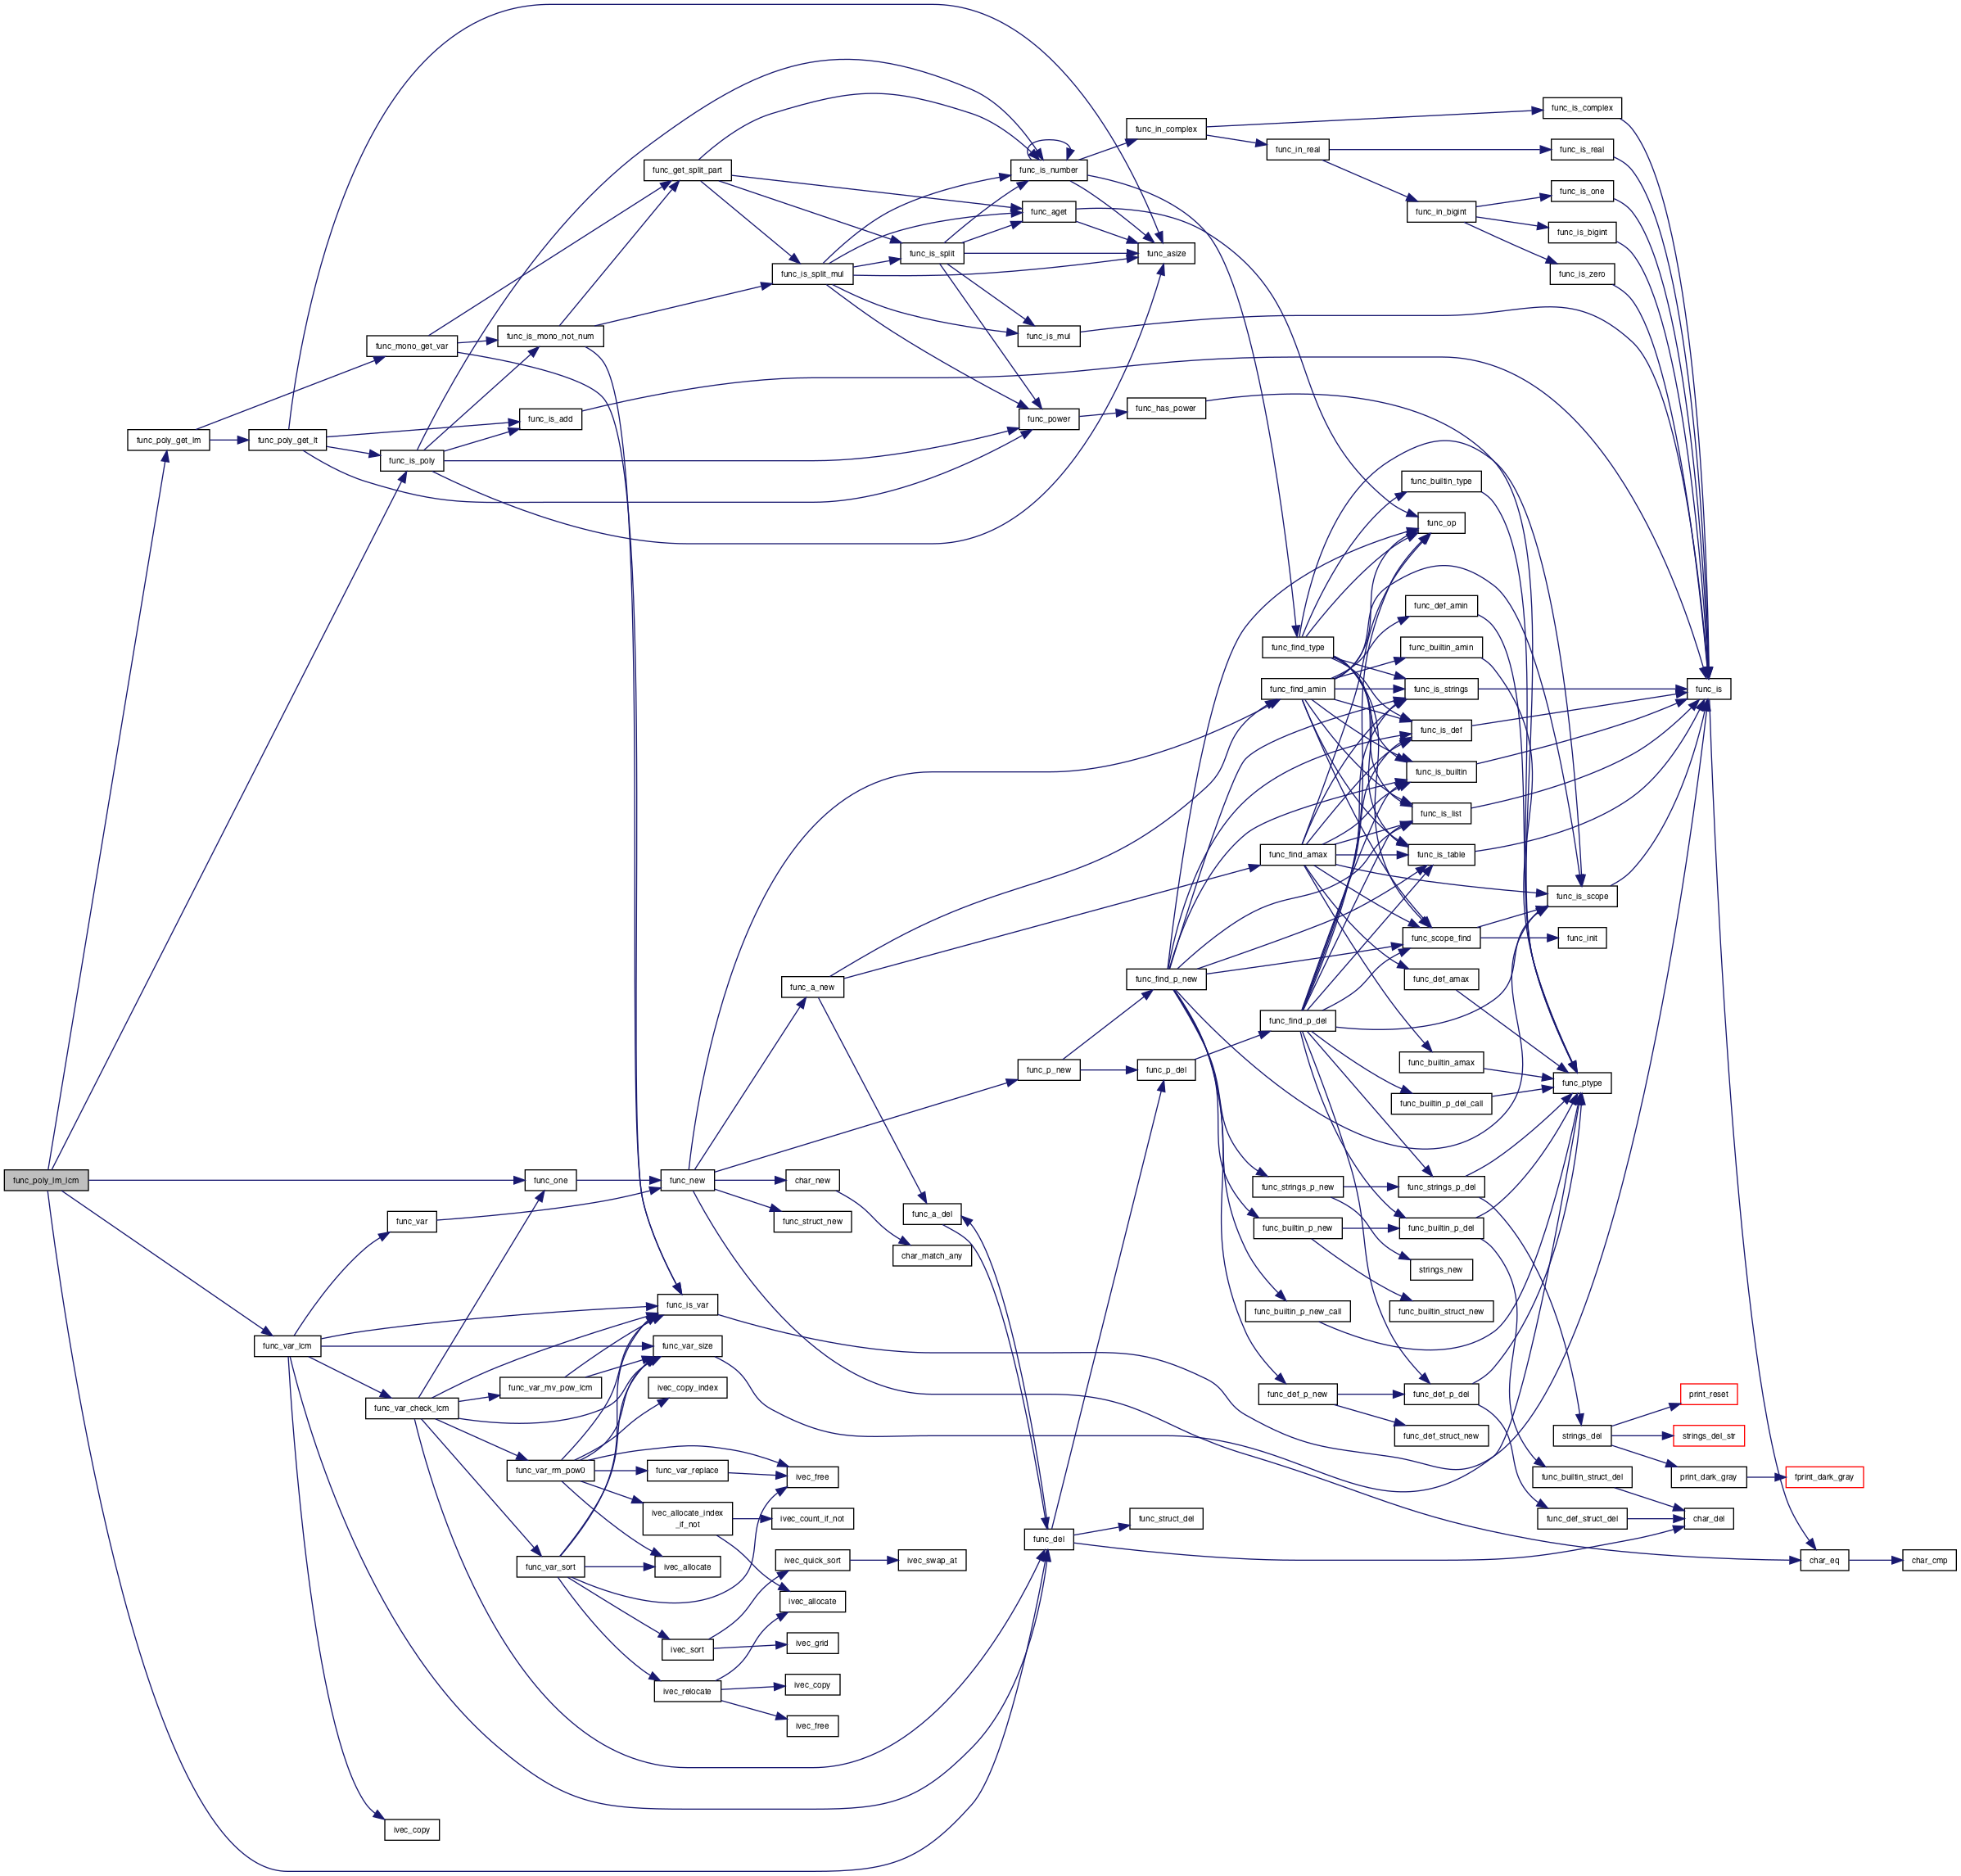 func_is_complex
func_in_complex
func_in_real
func_is_real
func_get_split_part
func_is_number
func_is_one
func_aget
func_in_bigint
func_is_bigint
func_is_split
func_asize
func_is_split_mul
func_is_zero
func_is_mono_not_num
func_is_mul
func_mono_get_var
func_has_power
func_is_add
func_power
func_poly_get_lm
func_poly_get_lt
func_is_poly
func_builtin_type
func_op
func_def_amin
func_find_type
func_builtin_amin
func_find_amin
func_is_strings
func_is
func_is_def
func_is_builtin
func_is_list
func_find_amax
func_is_table
func_is_scope
func_scope_find
func_init
func_find_p_new
func_a_new
func_def_amax
func_find_p_del
func_builtin_amax
func_p_new
func_p_del
func_ptype
func_builtin_p_del_call
func_poly_lm_lcm
func_one
func_new
char_new
func_strings_p_new
func_strings_p_del
func_a_del
func_var
func_struct_new
func_builtin_p_new
func_builtin_p_del
char_match_any
strings_new
func_is_var
func_builtin_p_new_call
func_builtin_struct_new
func_var_lcm
func_var_size
func_var_mv_pow_lcm
ivec_copy_index
func_def_p_new
func_def_p_del
print_reset
func_var_check_lcm
func_def_struct_new
strings_del
strings_del_str
func_var_rm_pow0
func_var_replace
ivec_free
func_builtin_struct_del
print_dark_gray
fprint_dark_gray
ivec_allocate_index
_if_not
ivec_count_if_not
func_struct_del
func_def_struct_del
char_del
func_del
func_var_sort
ivec_allocate
ivec_quick_sort
ivec_swap_at
char_eq
char_cmp
ivec_allocate
ivec_sort
ivec_grid
ivec_relocate
ivec_copy
ivec_free
ivec_copy